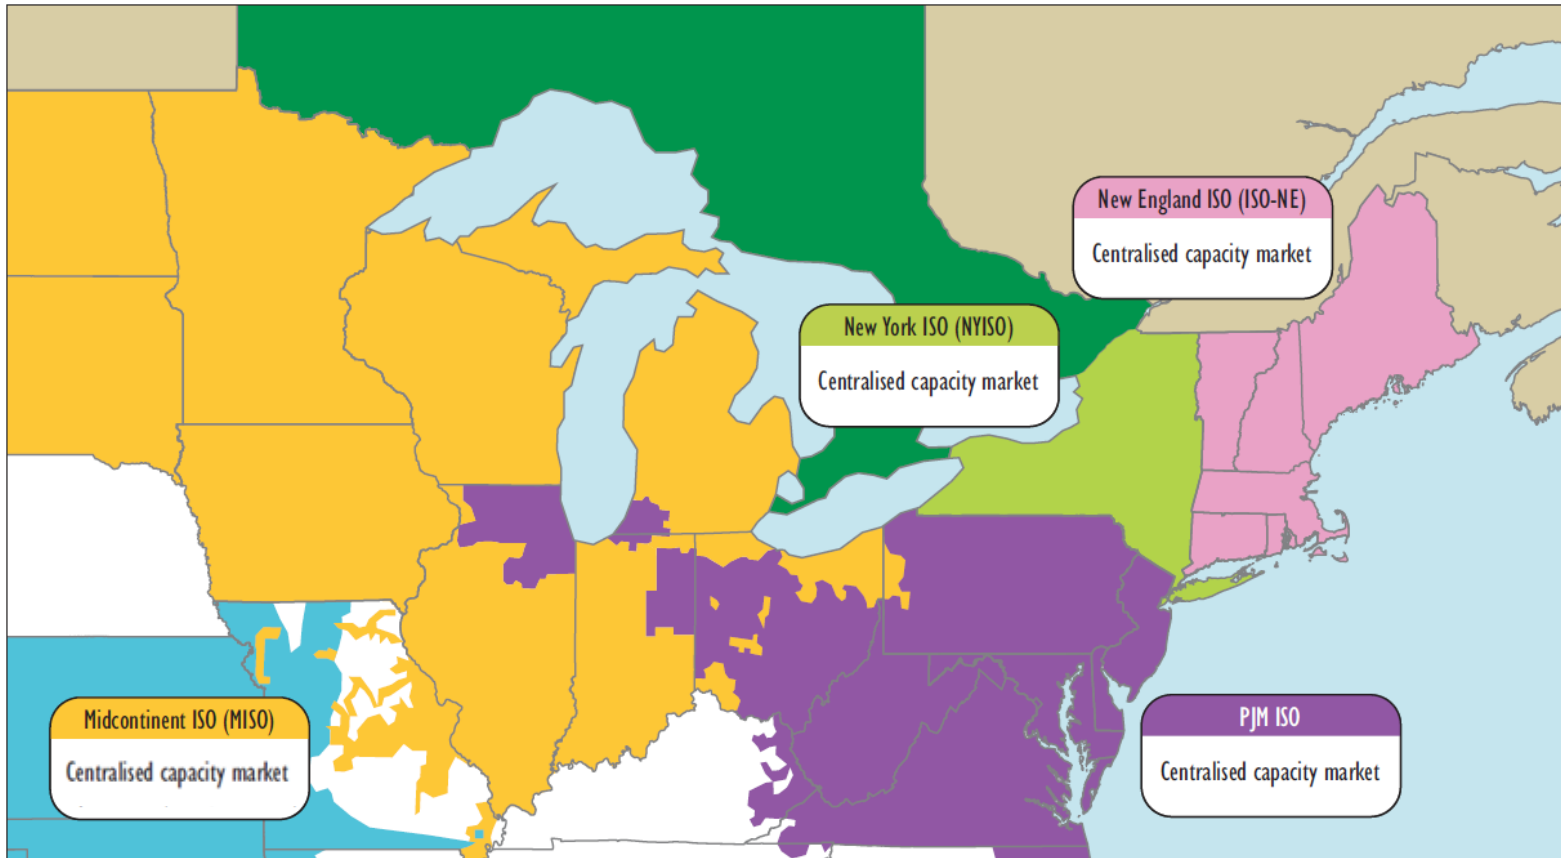 New England ISO (ISO-NE)
Centralised capacity market
New York ISO (NYISO)
Centralised capacity market
Midcontinent ISO (MISO)
Centralised capacity market
PJM ISO
Centralised capacity market